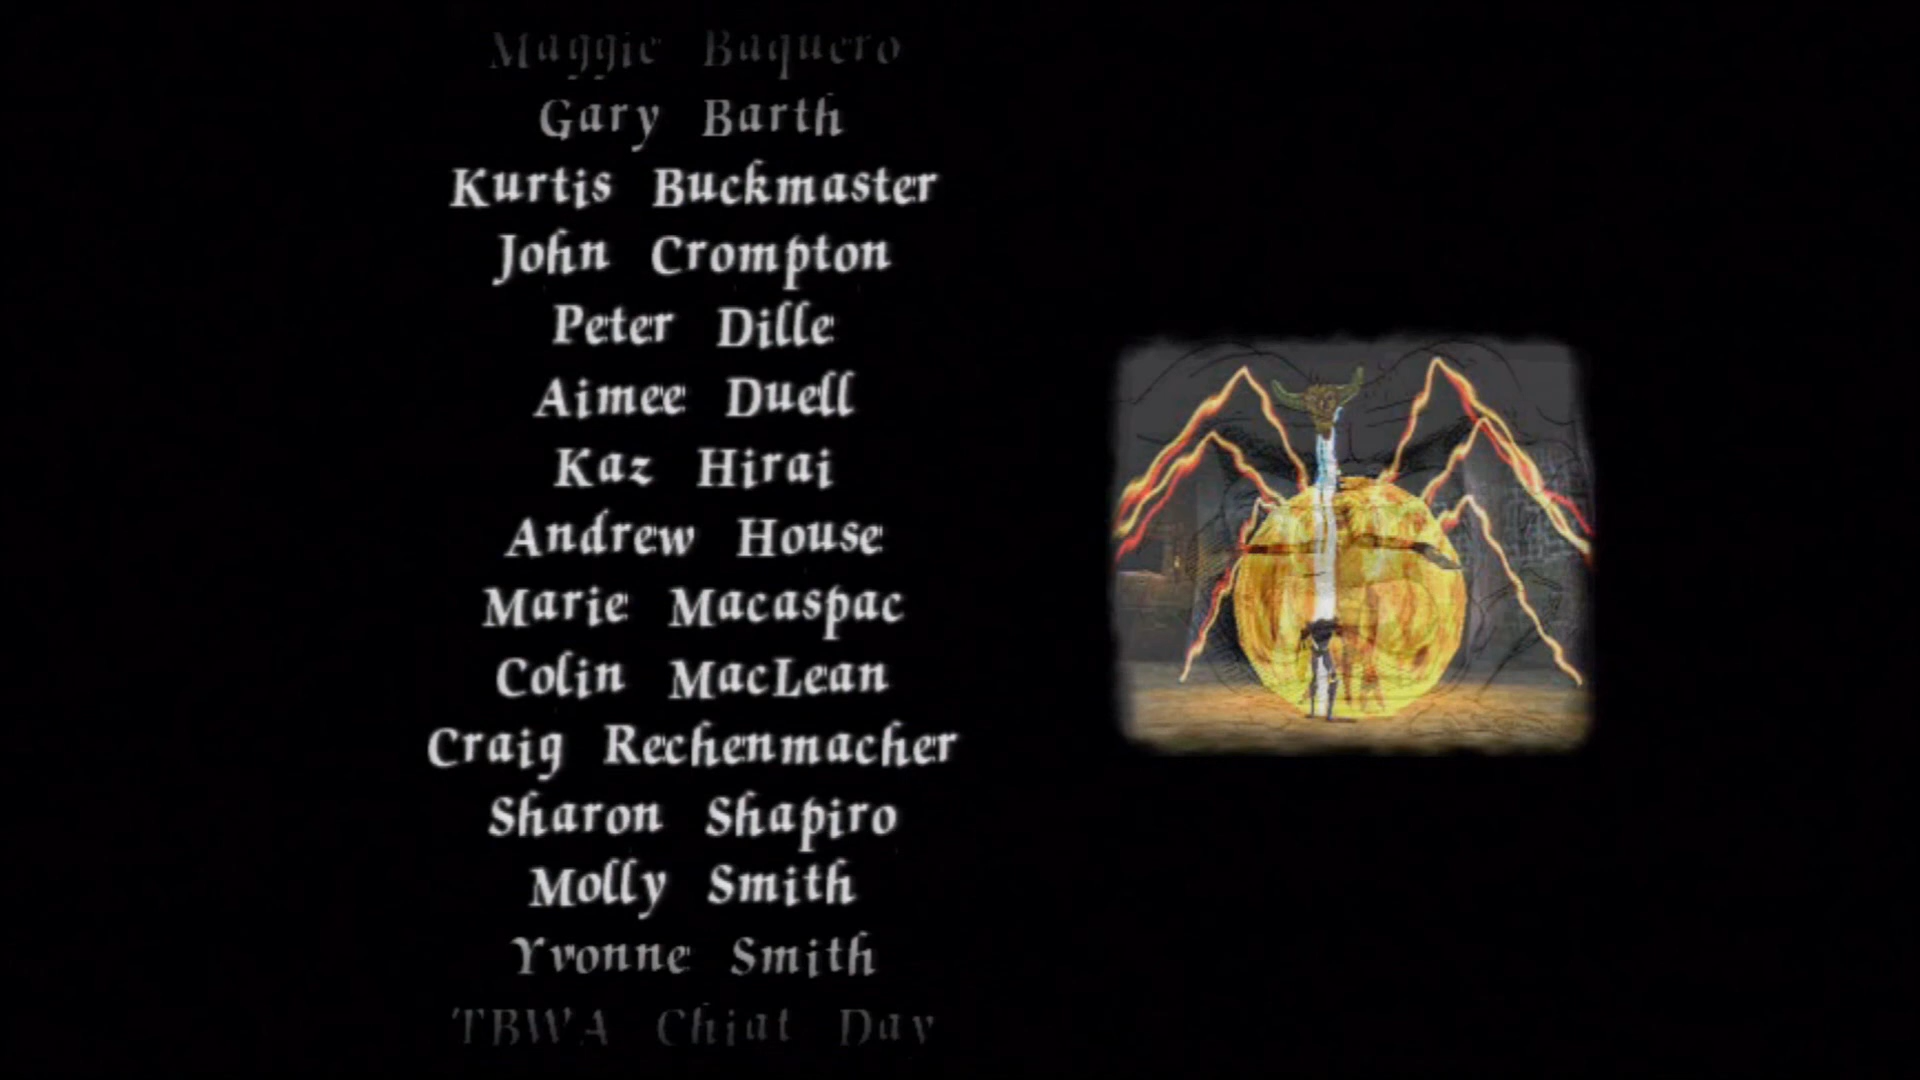 Maggie Baquero
Gary Barth
Kurtis Buckmaster
John Crompton
Peter Dille
Aimee Duell
Kaz Hirai
Andrew House
Marie Macaspac
Colin MacLean
Craig Rechenmacher
Sharon Shapiro
Molly Smith
Yvonne Smith
TBWA Chiat Day